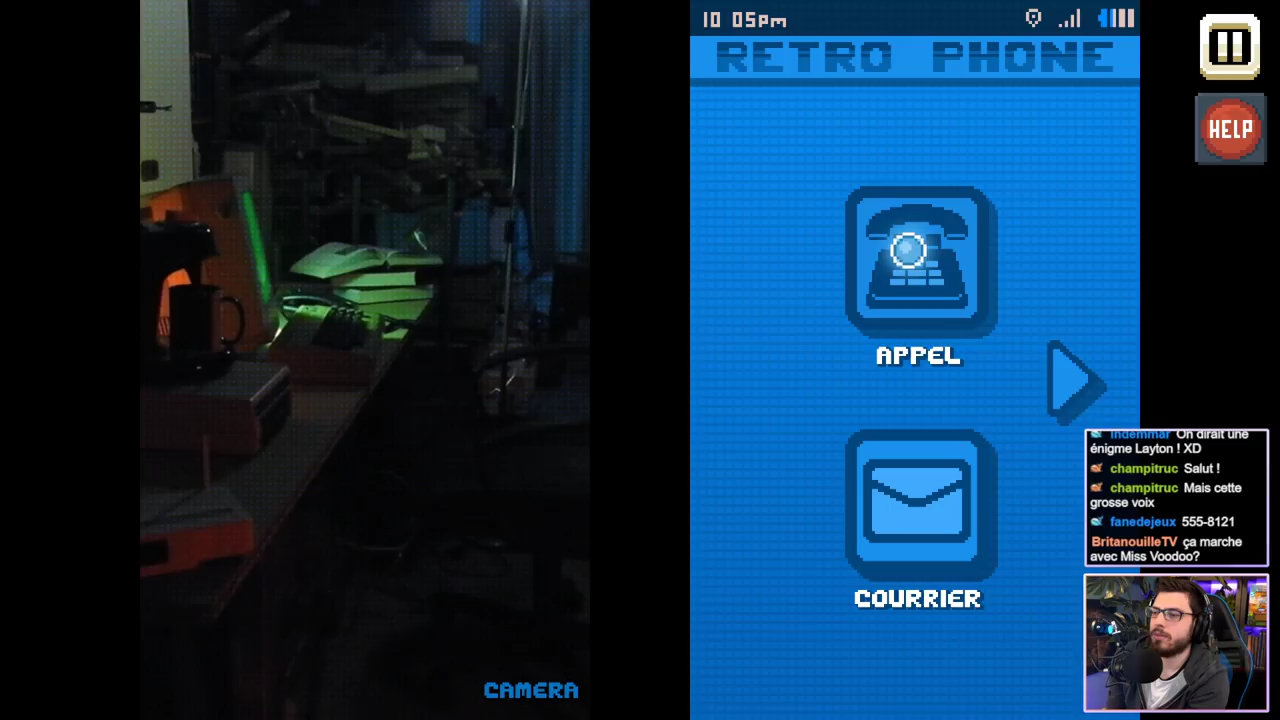 10 05pm
RETRO PHONE
HELP
APPEL
COURRIER
CAMERA
Indemmar On dirait une
énigme Layton ! XD
champitruc Salut !
champitruc Mais cette
grosse voix
fanedejeux 555-8121
BritanouilleTV ça marche
avec Miss Voodoo?